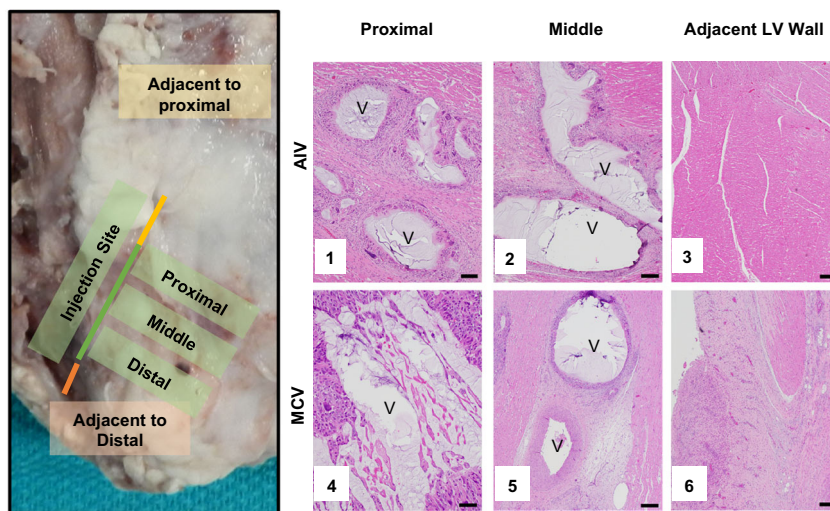 Proximal
Middle
Adjacent LV Wall
Adjacent to
proximal
Injection Site
Proximal
Middle
Distal
Adjacent to
Distal
AIV
V
V
1
V
V
2
3
MCV
V
4
V
V
5
6